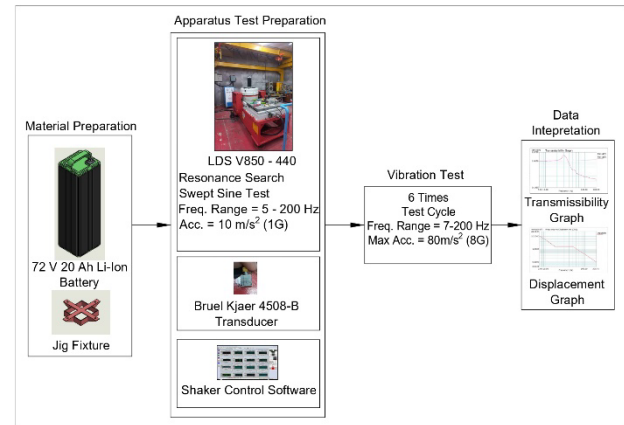 Apparatus Test Preparation
Material Preparation
72 V 20 Ah Li-Ion
Battery
Jig Fixture
LDS V850 - 440
Resonance Search
Swept Sine Test
Freq. Range = 5 - 200 Hz
Acc. = 10 m/s² (1G)
Bruel Kjaer 4508-B
Transducer
Shaker Control Software
Vibration Test
6 Times
Test Cycle
Freq. Range = 7-200 Hz
Max Acc. = 80m/s² (8G)
Data
Intepretation
Transmissibility
Graph
Displacement
Graph